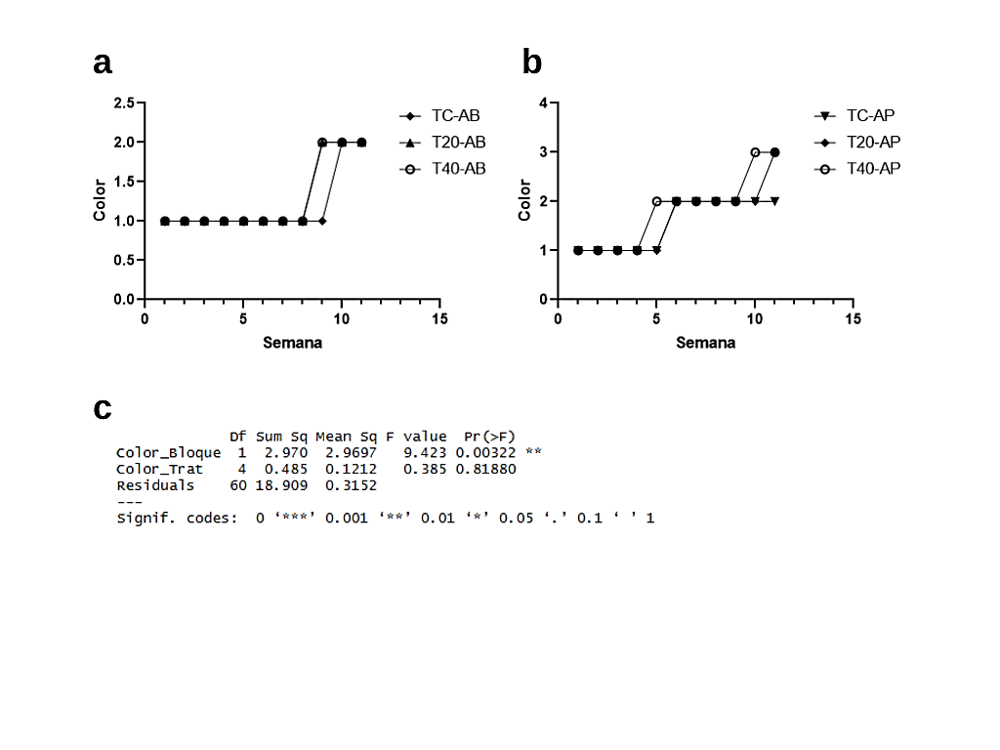 a
2.5
2.0
1.5
1.0
0.5
0.0
Color
0 5 10 15
Semana
TC-AB
T20-AB
T40-AB
b
4
3
2
1
0
Color
0 5 10 15
Semana
TC-AP
T20-AP
T40-AP
c
Df Sum Sq Mean Sq F value Pr(>F)
Color_Bloque 1 2.970 2.9697 9.423 0.00322 **
Color_Trat 4 0.485 0.1212 0.385 0.81880
Residuals 60 18.909 0.3152
---
Signif. codes: 0 ‘***’ 0.001 ‘**’ 0.01 ‘*’ 0.05 ‘.’ 0.1 ‘ ’ 1